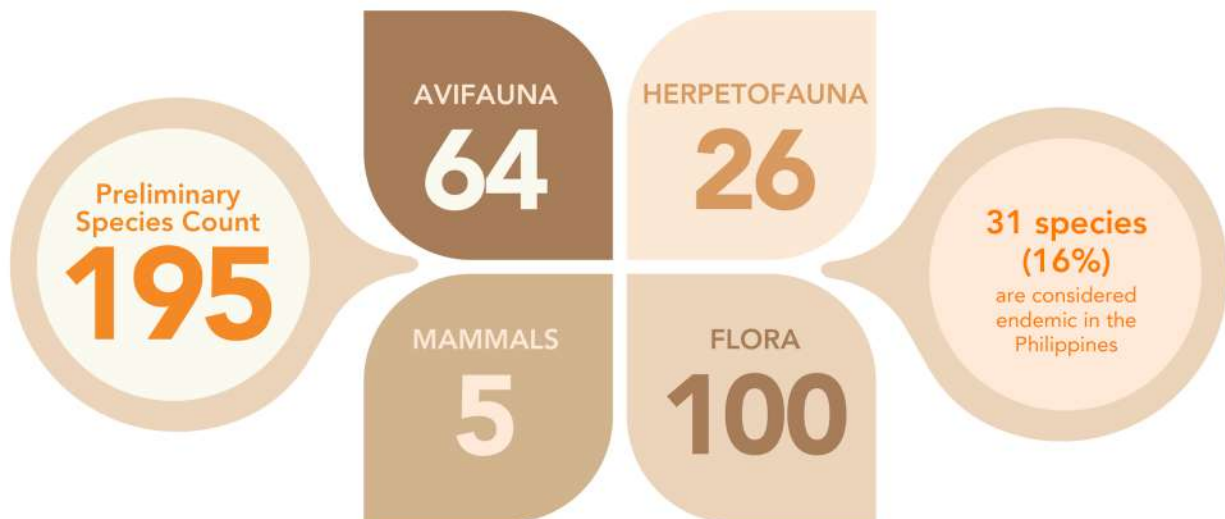 Preliminary
Species Count
195
AVIFAUNA
64
HERPETOFAUNA
26
MAMMALS
5
FLORA
100
31 species
(16%)
are considered
endemic in the
Philippines